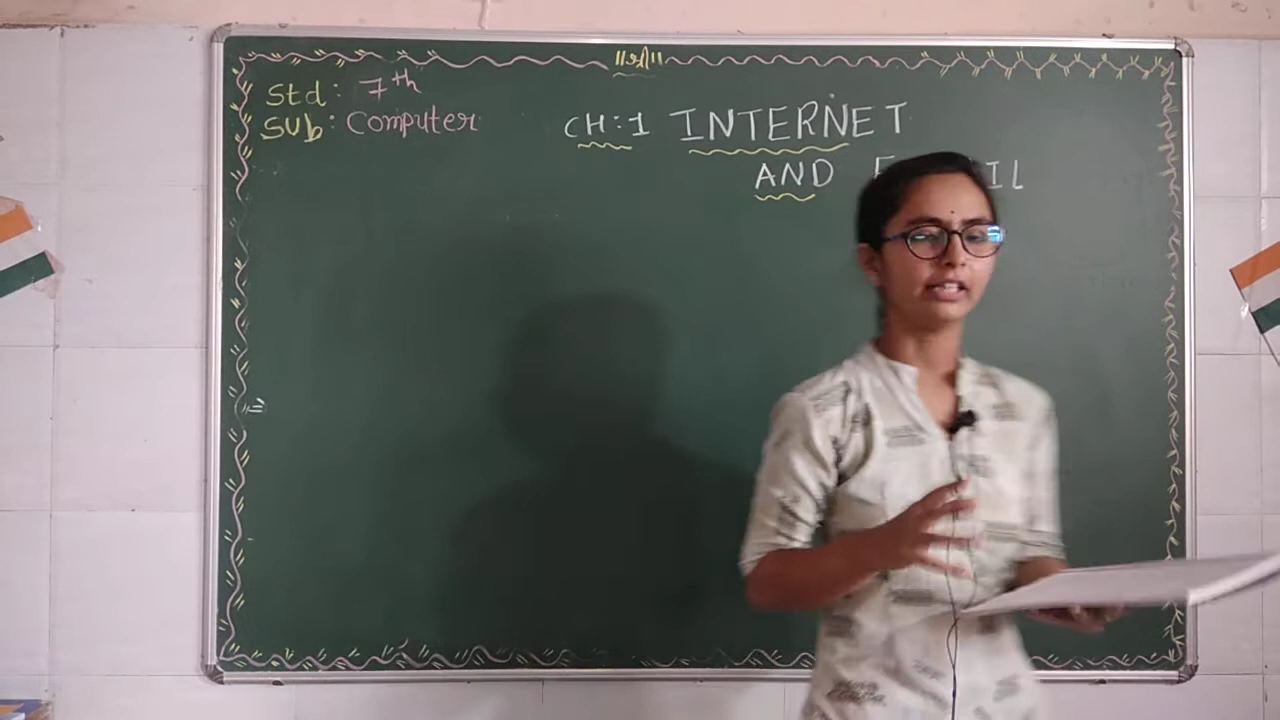 ॥श्री॥
Std: 7th
Sub: Computer
CH:1 INTERNET
AND